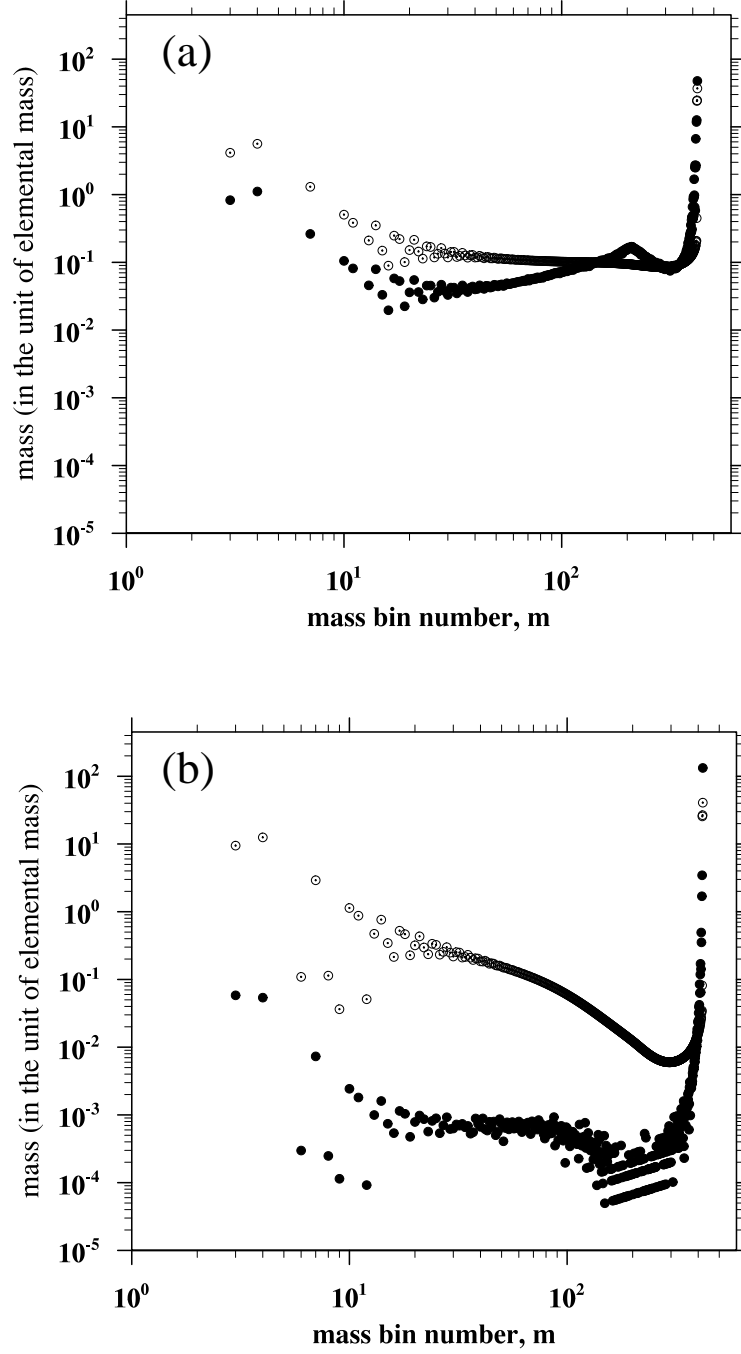 (a)
mass (in the unit of elemental mass)
10²
10¹
10⁰
10⁻¹
10⁻²
10⁻³
10⁻⁴
10⁻⁵
10⁰ 10¹ 10²
mass bin number, m
(b)
mass (in the unit of elemental mass)
10²
10¹
10⁰
10⁻¹
10⁻²
10⁻³
10⁻⁴
10⁻⁵
10⁰ 10¹ 10²
mass bin number, m